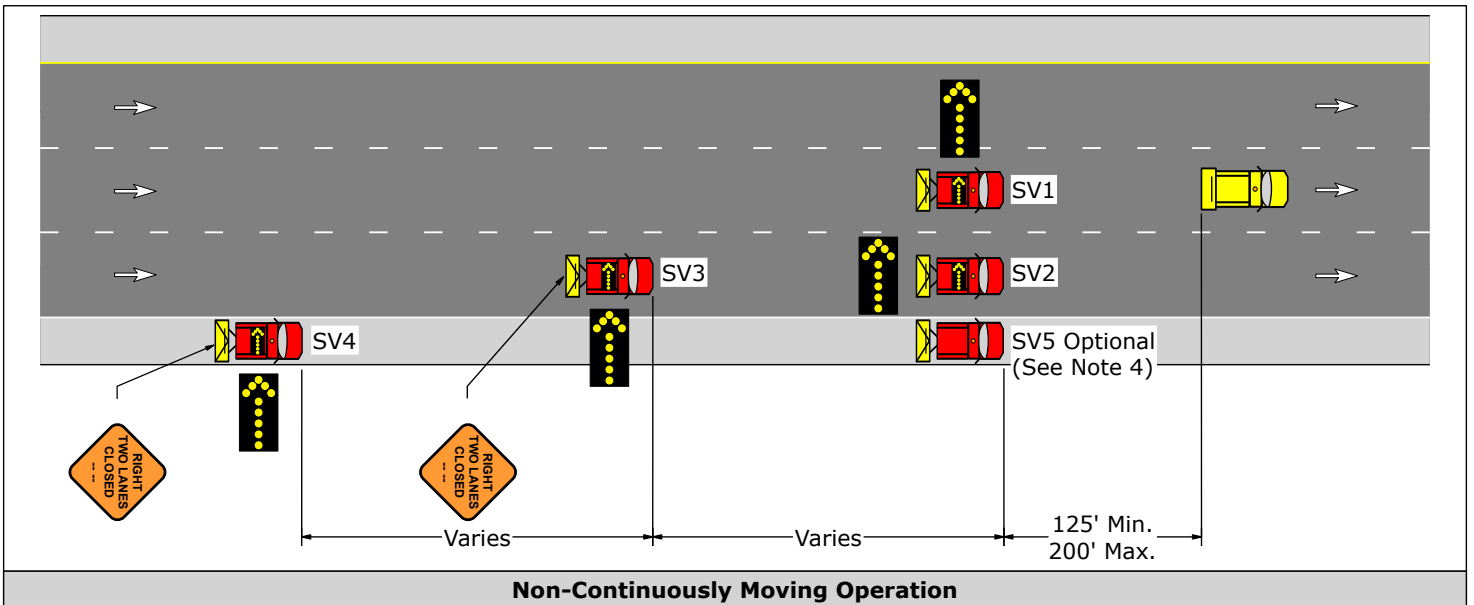 SV1
SV3
SV2
SV4
SV5 Optional
(See Note 4)
RIGHT
TWO LANES
CLOSED
-- --
RIGHT
TWO LANES
CLOSED
-- --
Varies
Varies
125' Min.
200' Max.
Non-Continuously Moving Operation